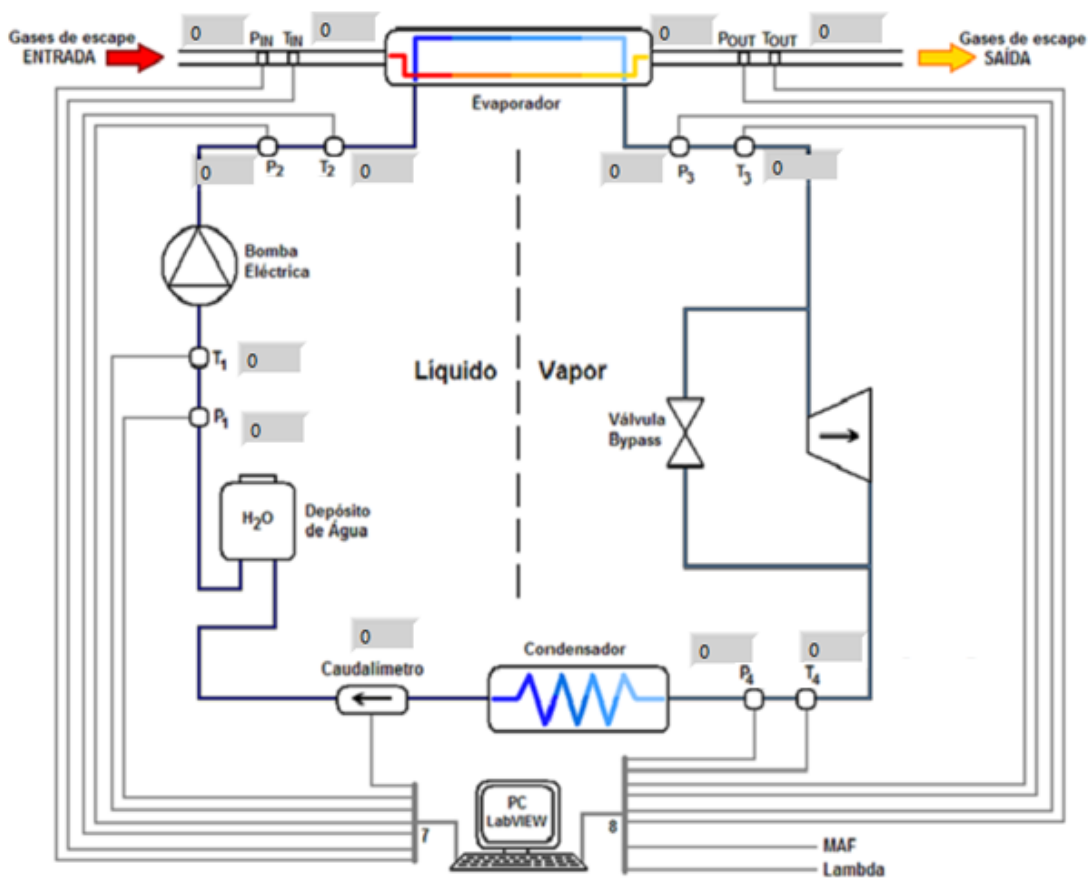 Gases de escape
ENTRADA
0
PIN
TIN
0
0
POUT
TOUT
0
Gases de escape
SAÍDA
Evaporador
0
P2
T2
0
0
P3
T3
0
Bomba
Eléctrica
T1
0
P1
0
Líquido
Vapor
Válvula
Bypass
H2O
Depósito
de Água
0
Caudalímetro
Condensador
0
P4
0
T4
PC
LabVIEW
7
8
MAF
Lambda